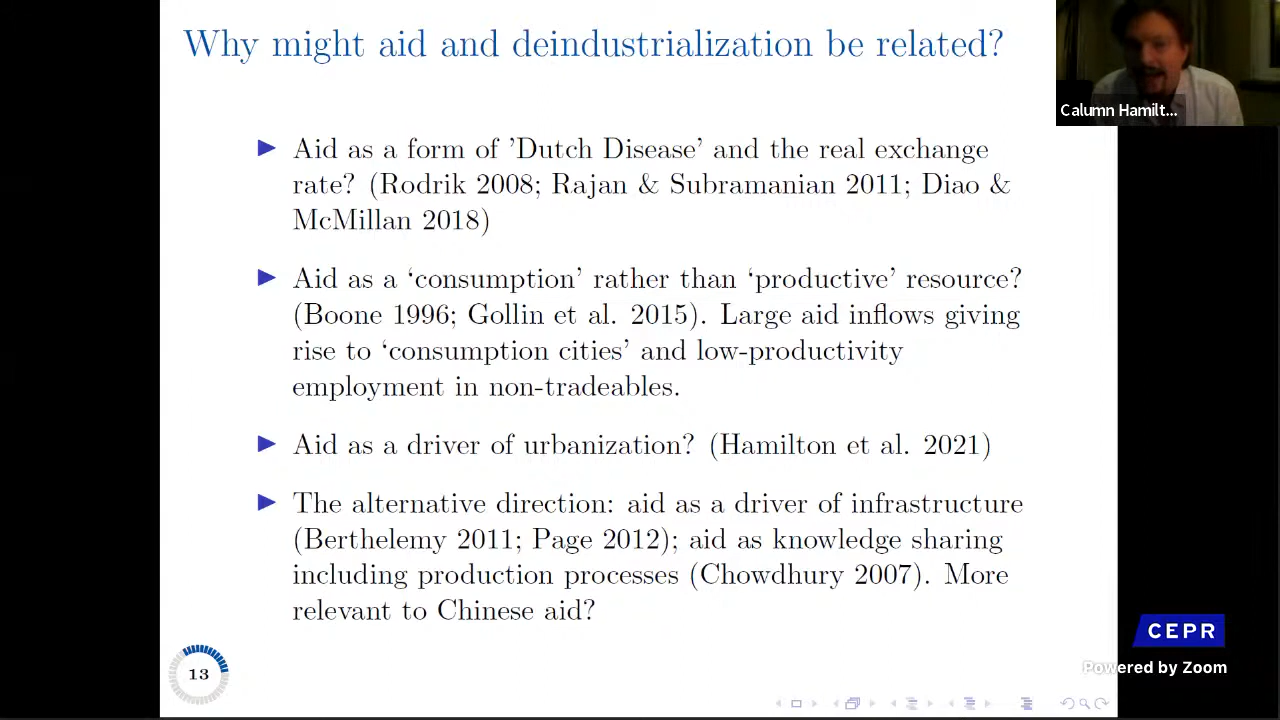 Why might aid and deindustrialization be related?
Calumn Hamilt...
▶ Aid as a form of 'Dutch Disease' and the real exchange
rate? (Rodrik 2008; Rajan & Subramanian 2011; Diao &
McMillan 2018)
▶ Aid as a ‘consumption’ rather than ‘productive’ resource?
(Boone 1996; Gollin et al. 2015). Large aid inflows giving
rise to ‘consumption cities’ and low-productivity
employment in non-tradeables.
▶ Aid as a driver of urbanization? (Hamilton et al. 2021)
▶ The alternative direction: aid as a driver of infrastructure
(Berthelemy 2011; Page 2012); aid as knowledge sharing
including production processes (Chowdhury 2007). More
relevant to Chinese aid?
13
CEPR
Powered by Zoom